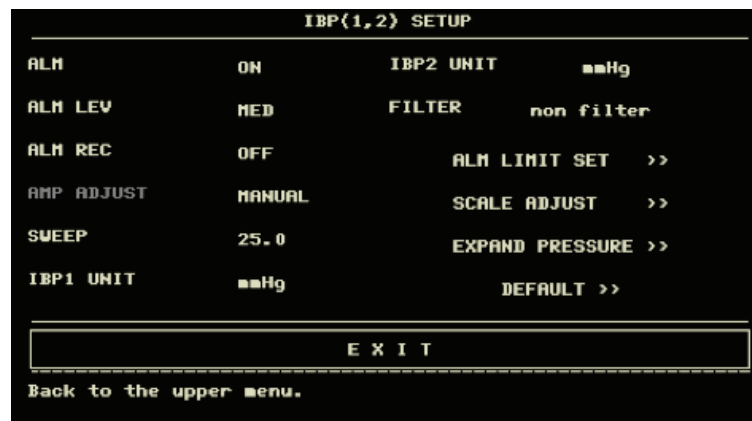 IBP(1,2) SETUP
ALM ON IBP2 UNIT mmHg
ALM LEV MED FILTER non filter
ALM REC OFF ALM LIMIT SET >>
AMP ADJUST MANUAL SCALE ADJUST >>
SWEEP 25.0 EXPAND PRESSURE >>
IBP1 UNIT mmHg DEFAULT >>
E X I T
Back to the upper menu.